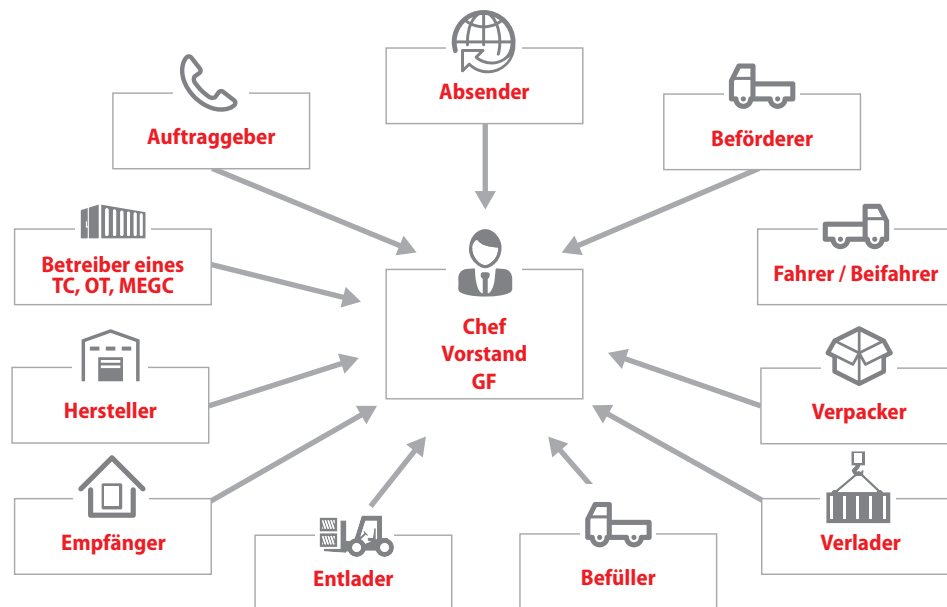 Absender
Auftraggeber
Beförderer
Betreiber eines
TC, OT, MEGC
Fahrer / Beifahrer
Chef
Vorstand
GF
Hersteller
Verpacker
Empfänger
Entlader
Befüller
Verlader